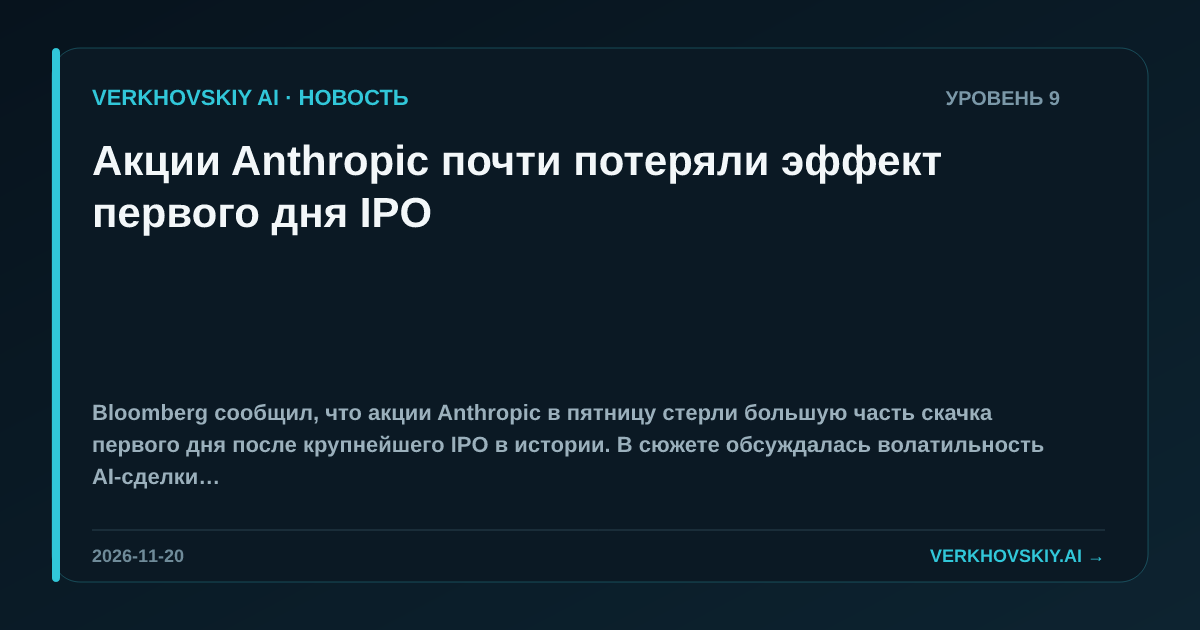 VERKHOVSKIY AI · НОВОСТЬ
УРОВЕНЬ 9
Акции Anthropic почти потеряли эффект
первого дня IPO
Bloomberg сообщил, что акции Anthropic в пятницу стерли большую часть скачка
первого дня после крупнейшего IPO в истории. В сюжете обсуждалась волатильность
AI-сделки…
2026-11-20
VERKHOVSKIY.AI →